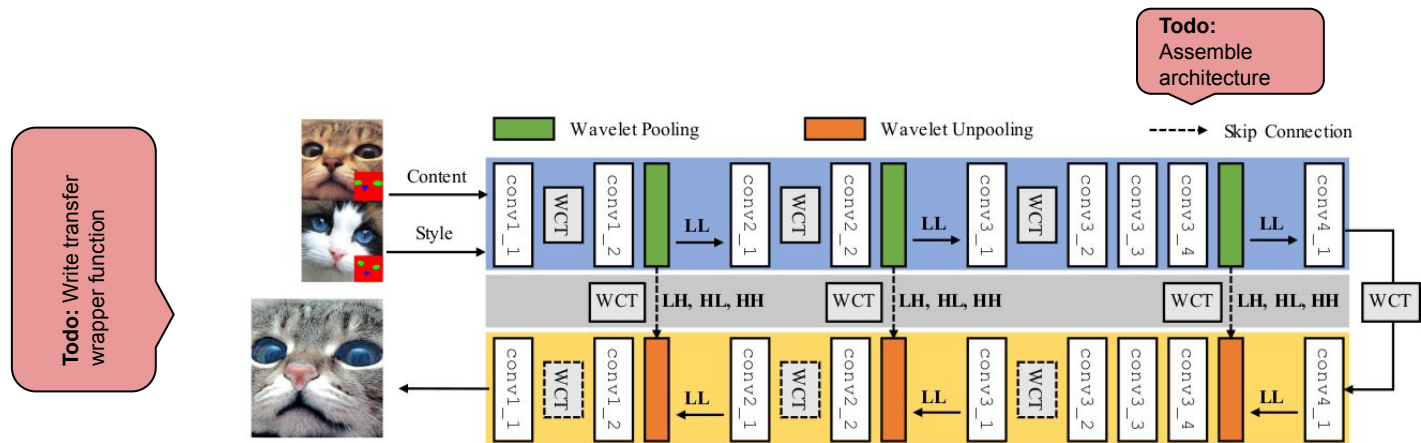 Todo:
Assemble
architecture
Todo: Write transfer
wrapper function
Wavelet Pooling
Wavelet Unpooling
Skip Connection
Content
Style
conv1_1
WCT
conv1_2
LL
conv2_1
WCT
conv2_2
LL
conv3_1
WCT
conv3_2
conv3_3
conv3_4
LL
conv4_1
WCT
LH, HL, HH
WCT
LH, HL, HH
WCT
LH, HL, HH
WCT
conv1_1
WCT
conv1_2
LL
conv2_1
WCT
conv2_2
LL
conv3_1
WCT
conv3_2
conv3_3
conv3_4
LL
conv4_1